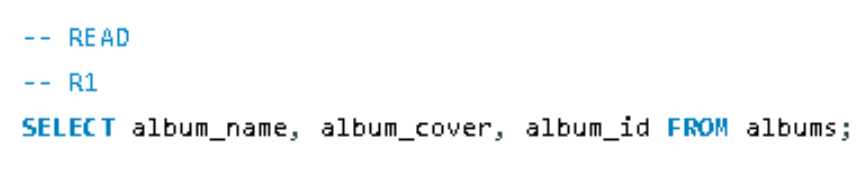 -- READ
-- R1
SELECT album_name, album_cover, album_id FROM albums;